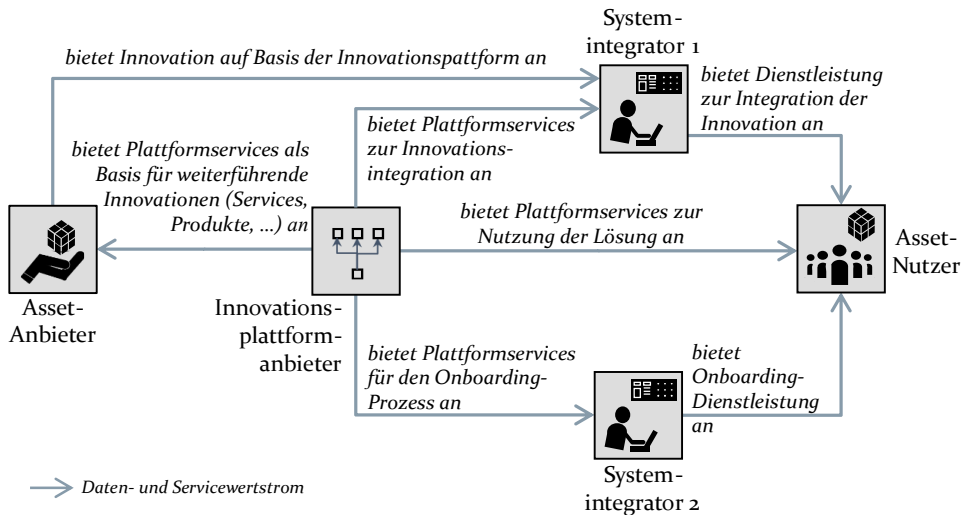 System-
integrator 1
bietet Innovation auf Basis der Innovationspattform an
bietet Dienstleistung
zur Integration der
Innovation an
bietet Plattformservices
zur Innovations-
integration an
bietet Plattformservices als
Basis für weiterführende
Innovationen (Services,
Produkte, ...) an
bietet Plattformservices zur
Nutzung der Lösung an
Asset-
Nutzer
Asset-
Anbieter
Innovations-
plattform-
anbieter
bietet Plattformservices
für den Onboarding-
Prozess an
bietet
Onboarding-
Dienstleistung
an
System-
integrator 2
Daten- und Servicewertstrom